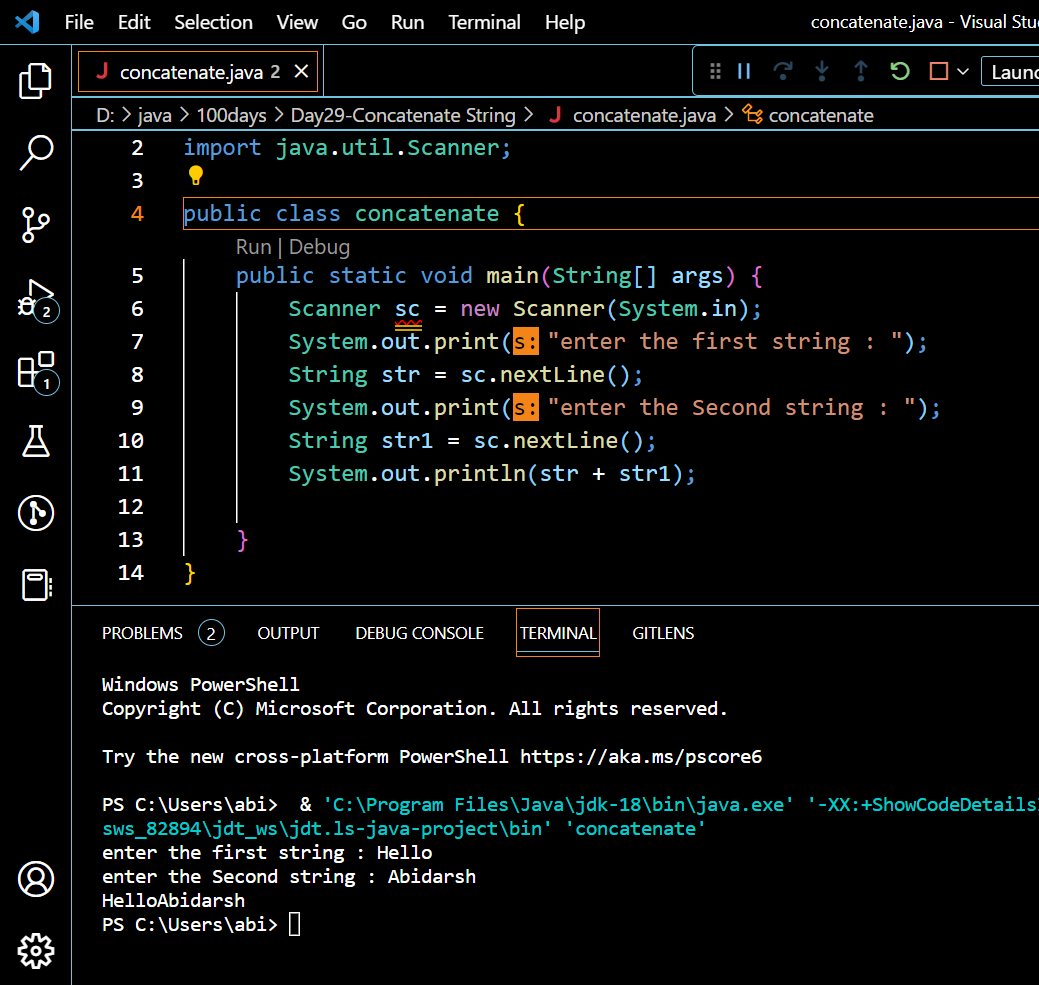 File Edit Selection View Go Run Terminal Help concatenate.java - Visual Stu
J concatenate.java 2 ×
Laun
D: > java > 100days > Day29-Concatenate String > J concatenate.java > concatenate
2 import java.util.Scanner;
3
4 public class concatenate {
Run | Debug
5 public static void main(String[] args) {
6 Scanner sc = new Scanner(System.in);
7 System.out.print(s: "enter the first string : ");
8 String str = sc.nextLine();
9 System.out.print(s: "enter the Second string : ");
10 String str1 = sc.nextLine();
11 System.out.println(str + str1);
12
13 }
14 }
2
1
PROBLEMS 2 OUTPUT DEBUG CONSOLE TERMINAL GITLENS
Windows PowerShell
Copyright (C) Microsoft Corporation. All rights reserved.
Try the new cross-platform PowerShell https://aka.ms/pscore6
PS C:\Users\abi> & 'C:\Program Files\Java\jdk-18\bin\java.exe' '-XX:+ShowCodeDetails
sws_82894\jdt_ws\jdt.ls-java-project\bin' 'concatenate'
enter the first string : Hello
enter the Second string : Abidarsh
HelloAbidarsh
PS C:\Users\abi>